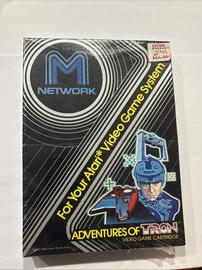 M
NETWORK
For Your Atari® Video Game System
ADVENTURES OF TRON
VIDEO GAME CARTRIDGE